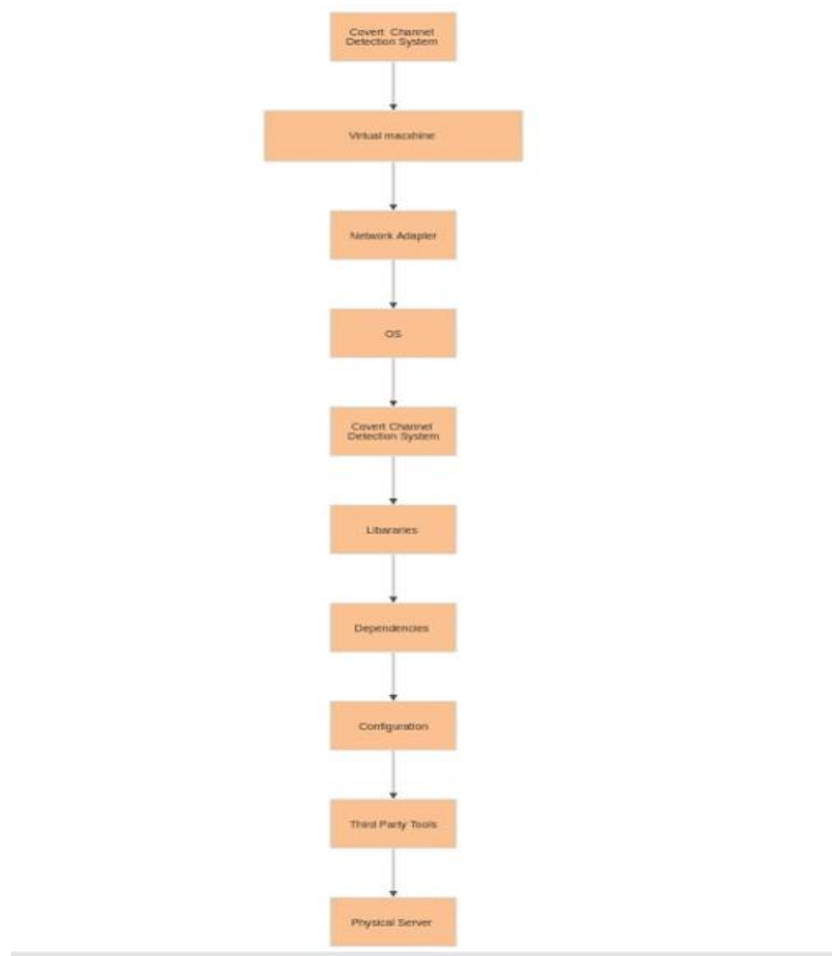 Covert Channel
Detection System
Virtual macxhine
Network Adapter
OS
Covert Channel
Detection System
Libararies
Dependencies
Configuration
Third Party Tools
Physical Server